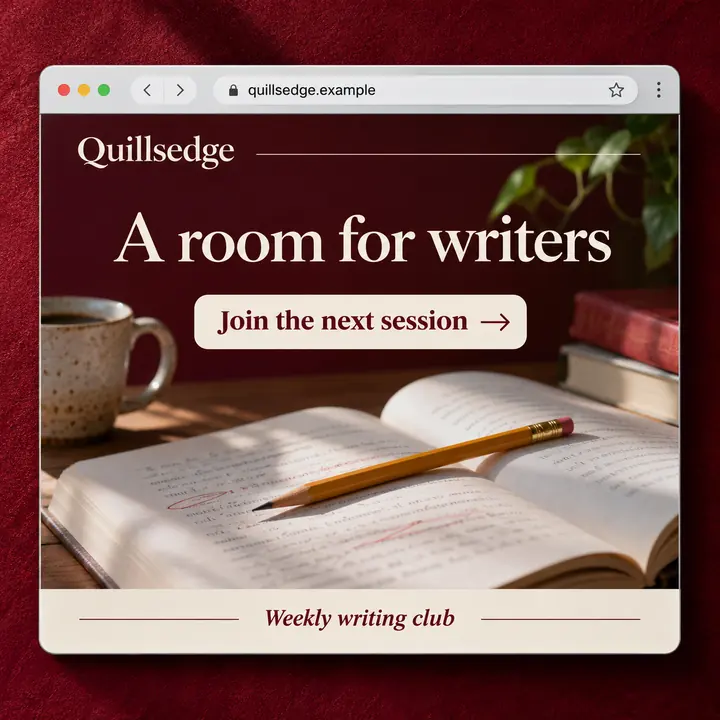 quillsedge.example
Quillsedge
A room for writers
Join the next session →
Weekly writing club